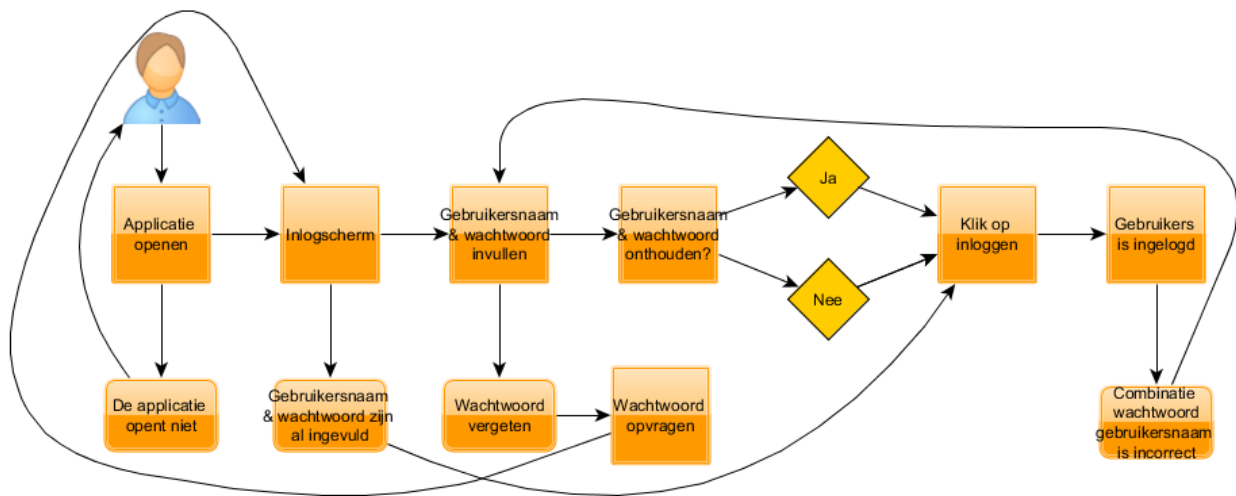 Applicatie
openen
Inlogscherm
Gebruikersnaam
& wachtwoord
invullen
Gebruikersnaam
& wachtwoord
onthouden?
Ja
Nee
Klik op
inloggen
Gebruikers
is ingelogd
De applicatie
opent niet
Gebruikersnaam
& wachtwoord zijn
al ingevuld
Wachtwoord
vergeten
Wachtwoord
opvragen
Combinatie
wachtwoord
gebruikersnaam
is incorrect